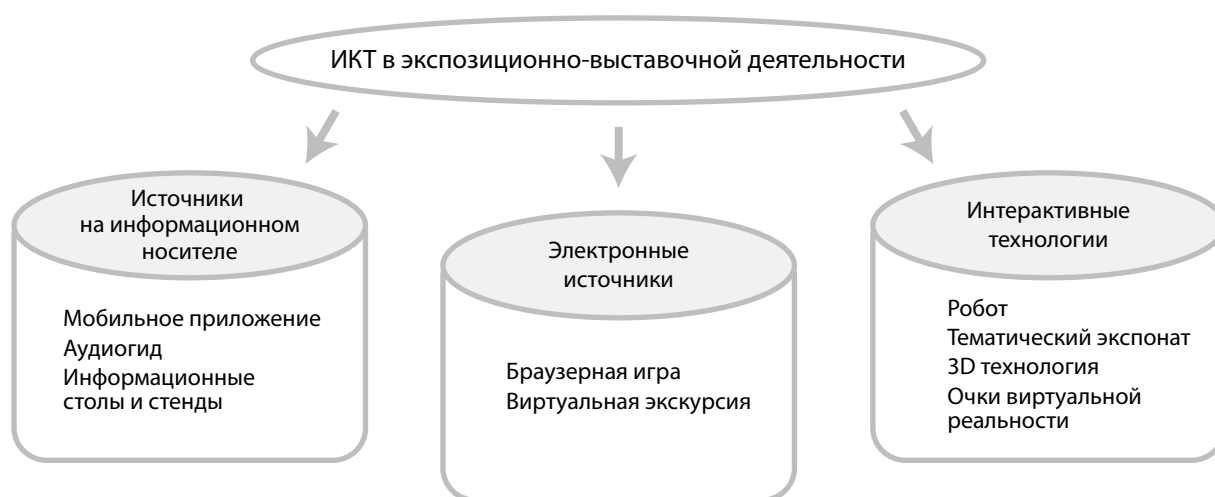 ИКТ в экспозиционно-выставочной деятельности
Источники
на информационном
носителе
Мобильное приложение
Аудиогид
Информационные
столы и стенды
Электронные
источники
Браузерная игра
Виртуальная экскурсия
Интерактивные
технологии
Робот
Тематический экспонат
3D технология
Очки виртуальной
реальности